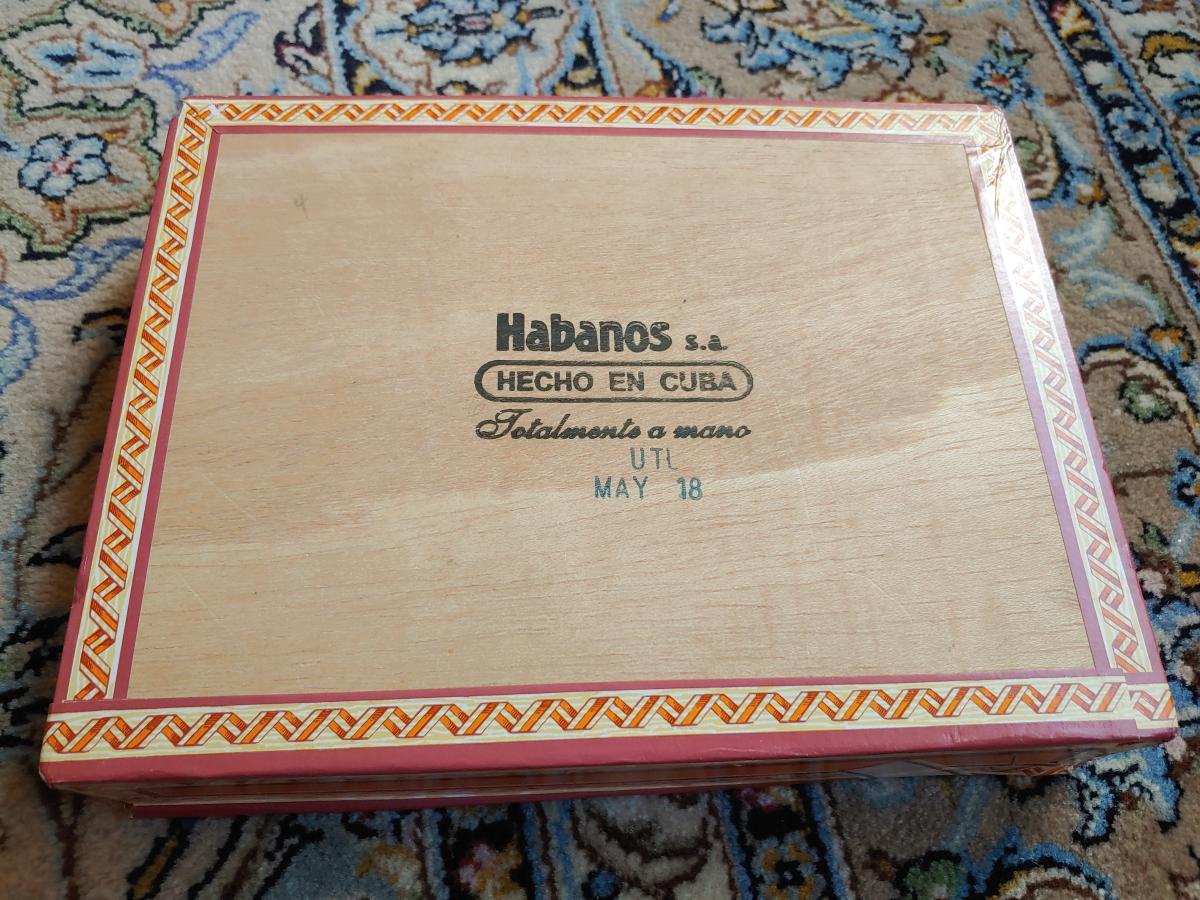 Habanos s.a.
HECHO EN CUBA
Totalmente a mano
UTL
MAY 18